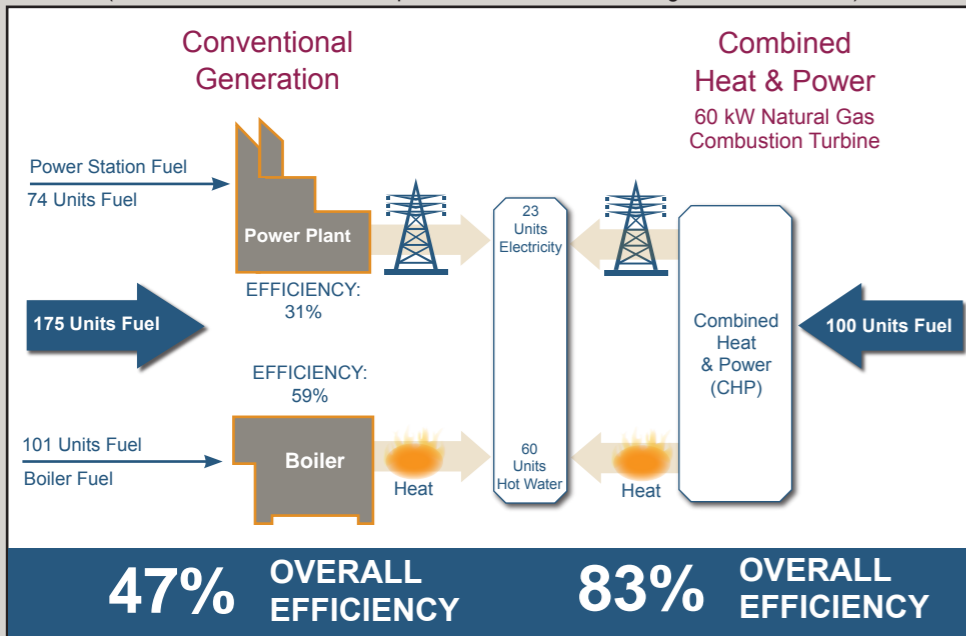 Conventional
Generation
Combined
Heat & Power
60 kW Natural Gas
Combustion Turbine
Power Station Fuel
74 Units Fuel
Power Plant
EFFICIENCY:
31%
23
Units
Electricity
175 Units Fuel
Combined
Heat
& Power
(CHP)
100 Units Fuel
EFFICIENCY:
59%
101 Units Fuel
Boiler Fuel
Boiler
Heat
60
Units
Hot Water
Heat
47%
OVERALL
EFFICIENCY
83%
OVERALL
EFFICIENCY